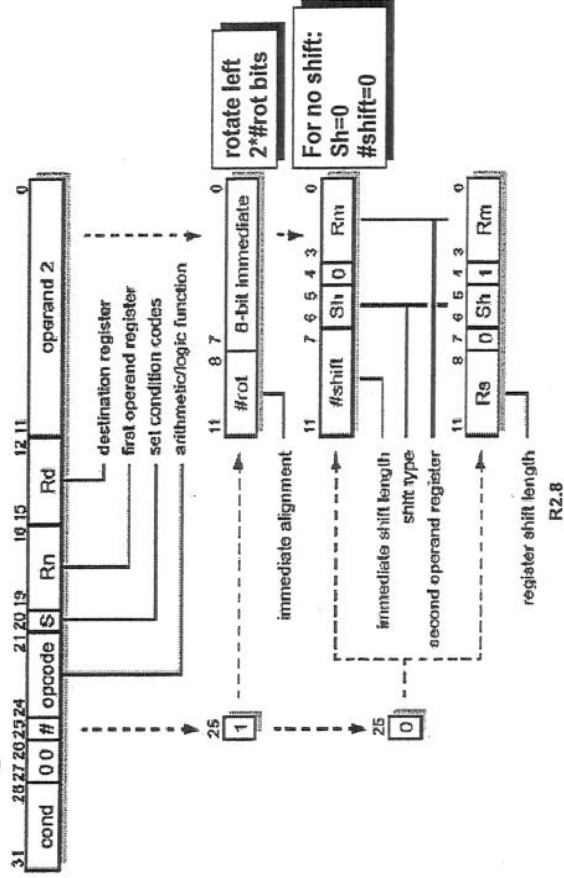 31 28 27 26 25 24 21 20 19 16 15 12 11 0
cond 0 0 # opcode S Rn Rd operand 2
destination register
first operand register
set condition codes
arithmetic/logic function
25
1
11 8 7 0
#rot 8-bit immediate
immediate alignment
rotate left
2*#rot bits
25
0
11 7 6 5 4 3 0
#shift Sh 0 Rm
immediate shift length
shift type
second operand register
For no shift:
Sh=0
#shift=0
11 8 7 6 5 4 3 0
Rs 0 Sh 1 Rm
register shift length
R2.8